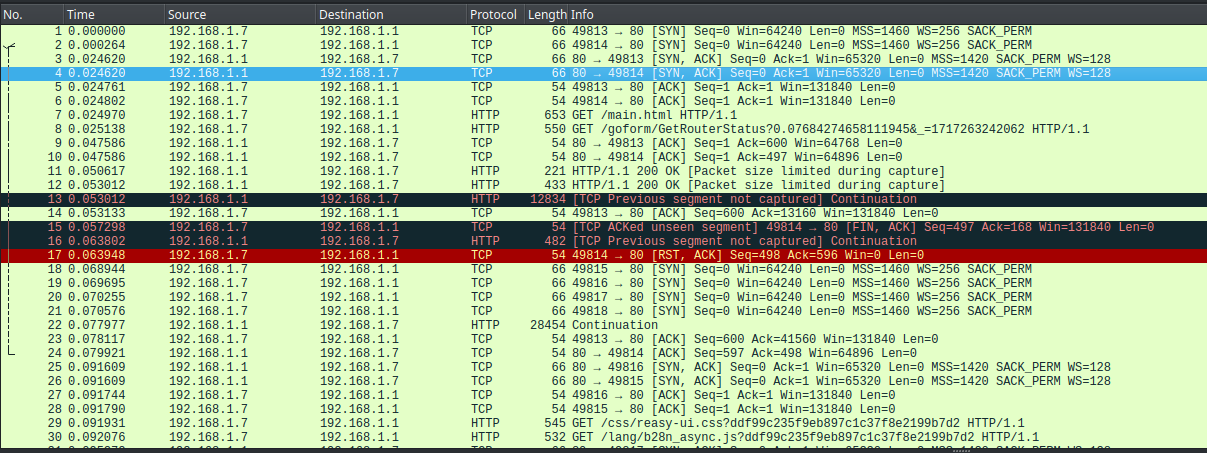 No. Time Source Destination Protocol Length Info
1 0.000000 192.168.1.7 192.168.1.1 TCP 66 49813 → 80 [SYN] Seq=0 Win=64240 Len=0 MSS=1460 WS=256 SACK_PERM
2 0.000264 192.168.1.7 192.168.1.1 TCP 66 49814 → 80 [SYN] Seq=0 Win=64240 Len=0 MSS=1460 WS=256 SACK_PERM
3 0.024620 192.168.1.1 192.168.1.7 TCP 66 80 → 49813 [SYN, ACK] Seq=0 Ack=1 Win=65320 Len=0 MSS=1420 SACK_PERM WS=128
4 0.024620 192.168.1.1 192.168.1.7 TCP 66 80 → 49814 [SYN, ACK] Seq=0 Ack=1 Win=65320 Len=0 MSS=1420 SACK_PERM WS=128
5 0.024761 192.168.1.7 192.168.1.1 TCP 54 49813 → 80 [ACK] Seq=1 Ack=1 Win=131840 Len=0
6 0.024802 192.168.1.7 192.168.1.1 TCP 54 49814 → 80 [ACK] Seq=1 Ack=1 Win=131840 Len=0
7 0.024970 192.168.1.7 192.168.1.1 HTTP 653 GET /main.html HTTP/1.1
8 0.025138 192.168.1.7 192.168.1.1 HTTP 550 GET /goform/GetRouterStatus?0.07684274658111945&_=1717263242062 HTTP/1.1
9 0.047586 192.168.1.1 192.168.1.7 TCP 54 80 → 49813 [ACK] Seq=1 Ack=600 Win=64768 Len=0
10 0.047586 192.168.1.1 192.168.1.7 TCP 54 80 → 49814 [ACK] Seq=1 Ack=497 Win=64896 Len=0
11 0.050617 192.168.1.1 192.168.1.7 HTTP 221 HTTP/1.1 200 OK [Packet size limited during capture]
12 0.053012 192.168.1.1 192.168.1.7 HTTP 433 HTTP/1.1 200 OK [Packet size limited during capture]
13 0.053012 192.168.1.1 192.168.1.7 HTTP 12834 [TCP Previous segment not captured] Continuation
14 0.053133 192.168.1.7 192.168.1.1 TCP 54 49813 → 80 [ACK] Seq=600 Ack=13160 Win=131840 Len=0
15 0.057298 192.168.1.7 192.168.1.1 TCP 54 [TCP ACKed unseen segment] 49814 → 80 [FIN, ACK] Seq=497 Ack=168 Win=131840 Len=0
16 0.063802 192.168.1.1 192.168.1.7 HTTP 482 [TCP Previous segment not captured] Continuation
17 0.063948 192.168.1.7 192.168.1.1 TCP 54 49814 → 80 [RST, ACK] Seq=498 Ack=596 Win=0 Len=0
18 0.068944 192.168.1.7 192.168.1.1 TCP 66 49815 → 80 [SYN] Seq=0 Win=64240 Len=0 MSS=1460 WS=256 SACK_PERM
19 0.069695 192.168.1.7 192.168.1.1 TCP 66 49816 → 80 [SYN] Seq=0 Win=64240 Len=0 MSS=1460 WS=256 SACK_PERM
20 0.070255 192.168.1.7 192.168.1.1 TCP 66 49817 → 80 [SYN] Seq=0 Win=64240 Len=0 MSS=1460 WS=256 SACK_PERM
21 0.070576 192.168.1.7 192.168.1.1 TCP 66 49818 → 80 [SYN] Seq=0 Win=64240 Len=0 MSS=1460 WS=256 SACK_PERM
22 0.077977 192.168.1.1 192.168.1.7 HTTP 28454 Continuation
23 0.078117 192.168.1.7 192.168.1.1 TCP 54 49813 → 80 [ACK] Seq=600 Ack=41560 Win=131840 Len=0
24 0.079921 192.168.1.1 192.168.1.7 TCP 54 80 → 49814 [ACK] Seq=597 Ack=498 Win=64896 Len=0
25 0.091609 192.168.1.1 192.168.1.7 TCP 66 80 → 49816 [SYN, ACK] Seq=0 Ack=1 Win=65320 Len=0 MSS=1420 SACK_PERM WS=128
26 0.091609 192.168.1.1 192.168.1.7 TCP 66 80 → 49815 [SYN, ACK] Seq=0 Ack=1 Win=65320 Len=0 MSS=1420 SACK_PERM WS=128
27 0.091744 192.168.1.7 192.168.1.1 TCP 54 49816 → 80 [ACK] Seq=1 Ack=1 Win=131840 Len=0
28 0.091790 192.168.1.7 192.168.1.1 TCP 54 49815 → 80 [ACK] Seq=1 Ack=1 Win=131840 Len=0
29 0.091931 192.168.1.7 192.168.1.1 HTTP 545 GET /css/reasy-ui.css?ddf99c235f9eb897c1c37f8e2199b7d2 HTTP/1.1
30 0.092076 192.168.1.7 192.168.1.1 HTTP 532 GET /lang/b28n_async.js?ddf99c235f9eb897c1c37f8e2199b7d2 HTTP/1.1